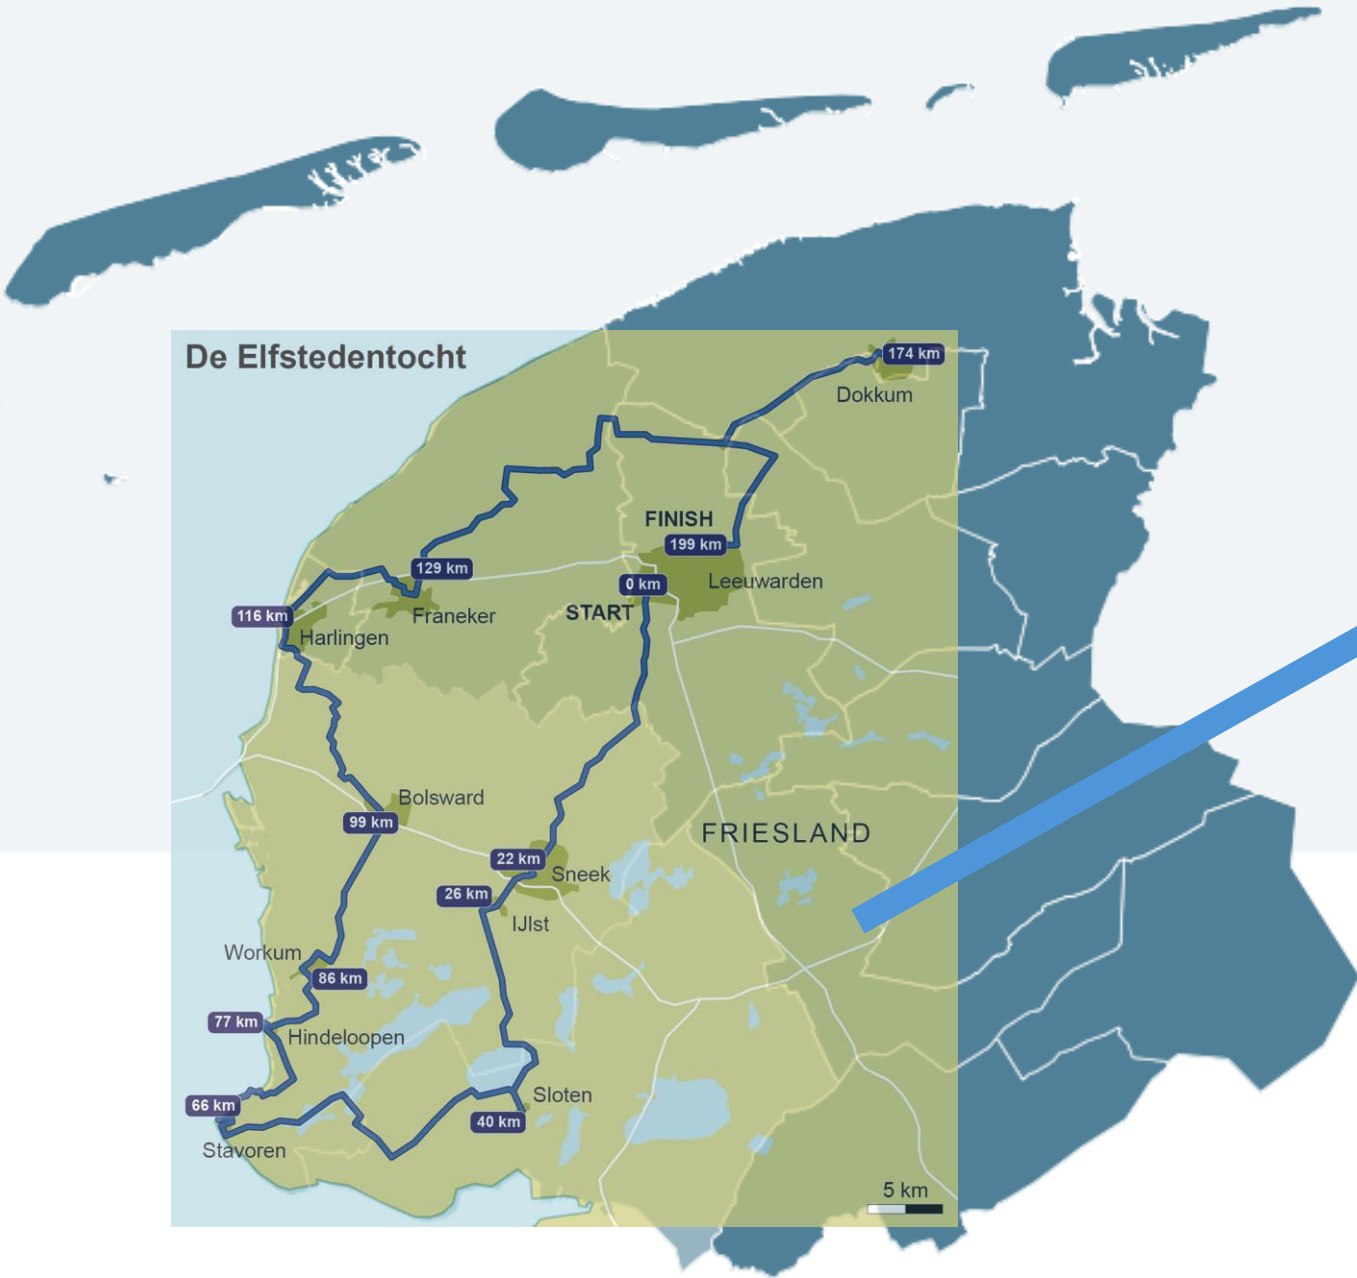 De Elfstedentocht
174 km
Dokkum
FINISH
199 km
Leeuwarden
0 km
START
129 km
Franeker
116 km
Harlingen
Bolsward
99 km
FRIESLAND
22 km
Sneek
26 km
IJlst
Workum
86 km
77 km
Hindeloopen
Sloten
40 km
66 km
Stavoren
5 km